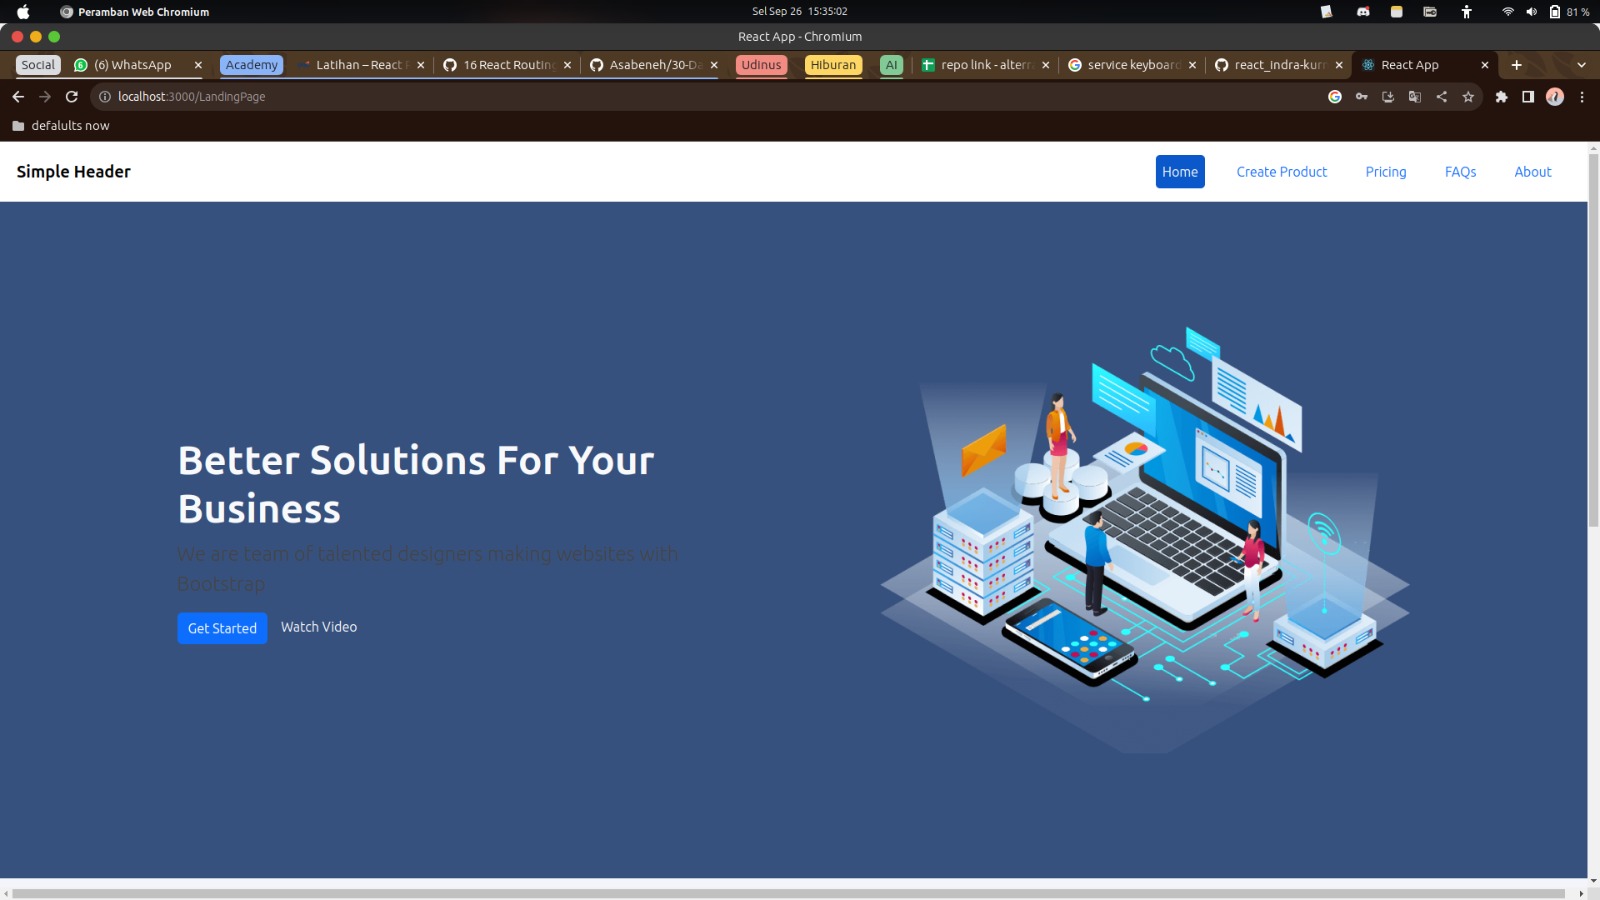 Peramban Web Chromium
Sel Sep 26 15:35:02
81 %
React App - Chromium
Social
(6) WhatsApp
Academy
Latihan – React
16 React Routing
Asabeneh/30-Da
Udinus
Hiburan
AI
repo link - alterra
service keyboard
react_Indra-kurn
React App
localhost:3000/LandingPage
defalults now
Simple Header
Home
Create Product
Pricing
FAQs
About
Better Solutions For Your
Business
We are team of talented designers making websites with
Bootstrap
Get Started
Watch Video